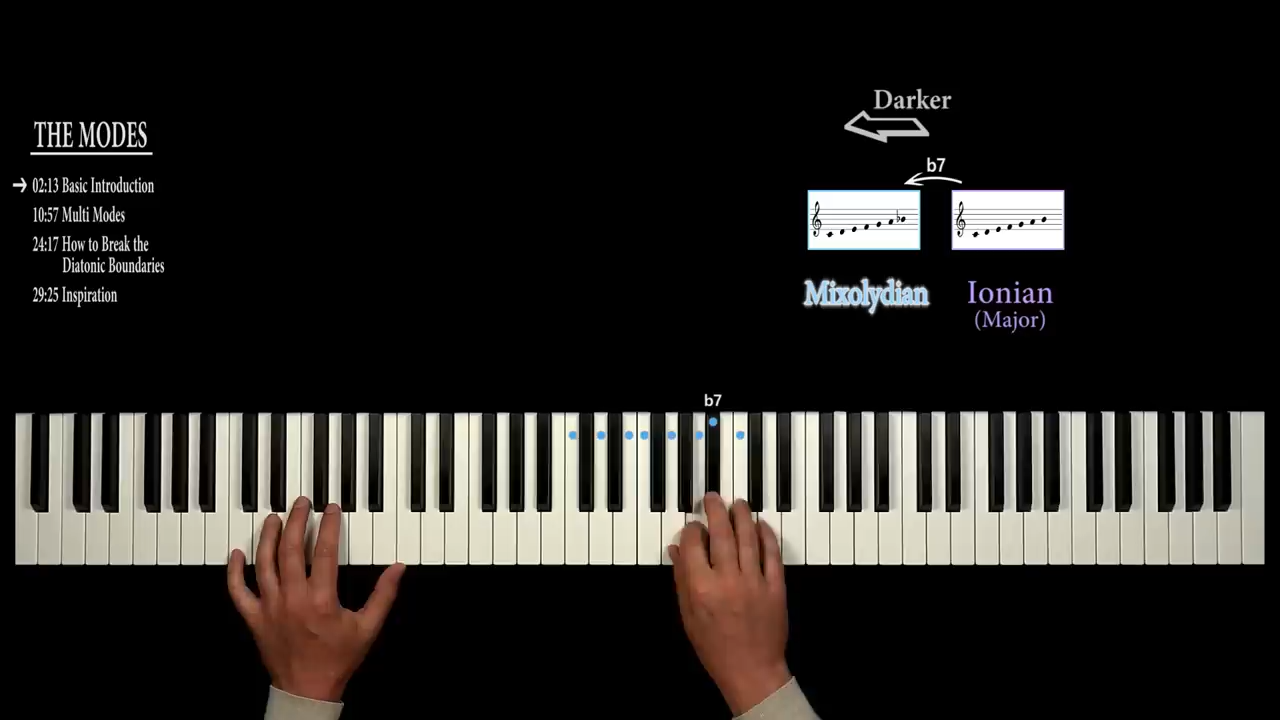 THE MODES
→ 02:13 Basic Introduction
10:57 Multi Modes
24:17 How to Break the
Diatonic Boundaries
29:25 Inspiration
Darker
b7
Mixolydian
Ionian
(Major)
b7